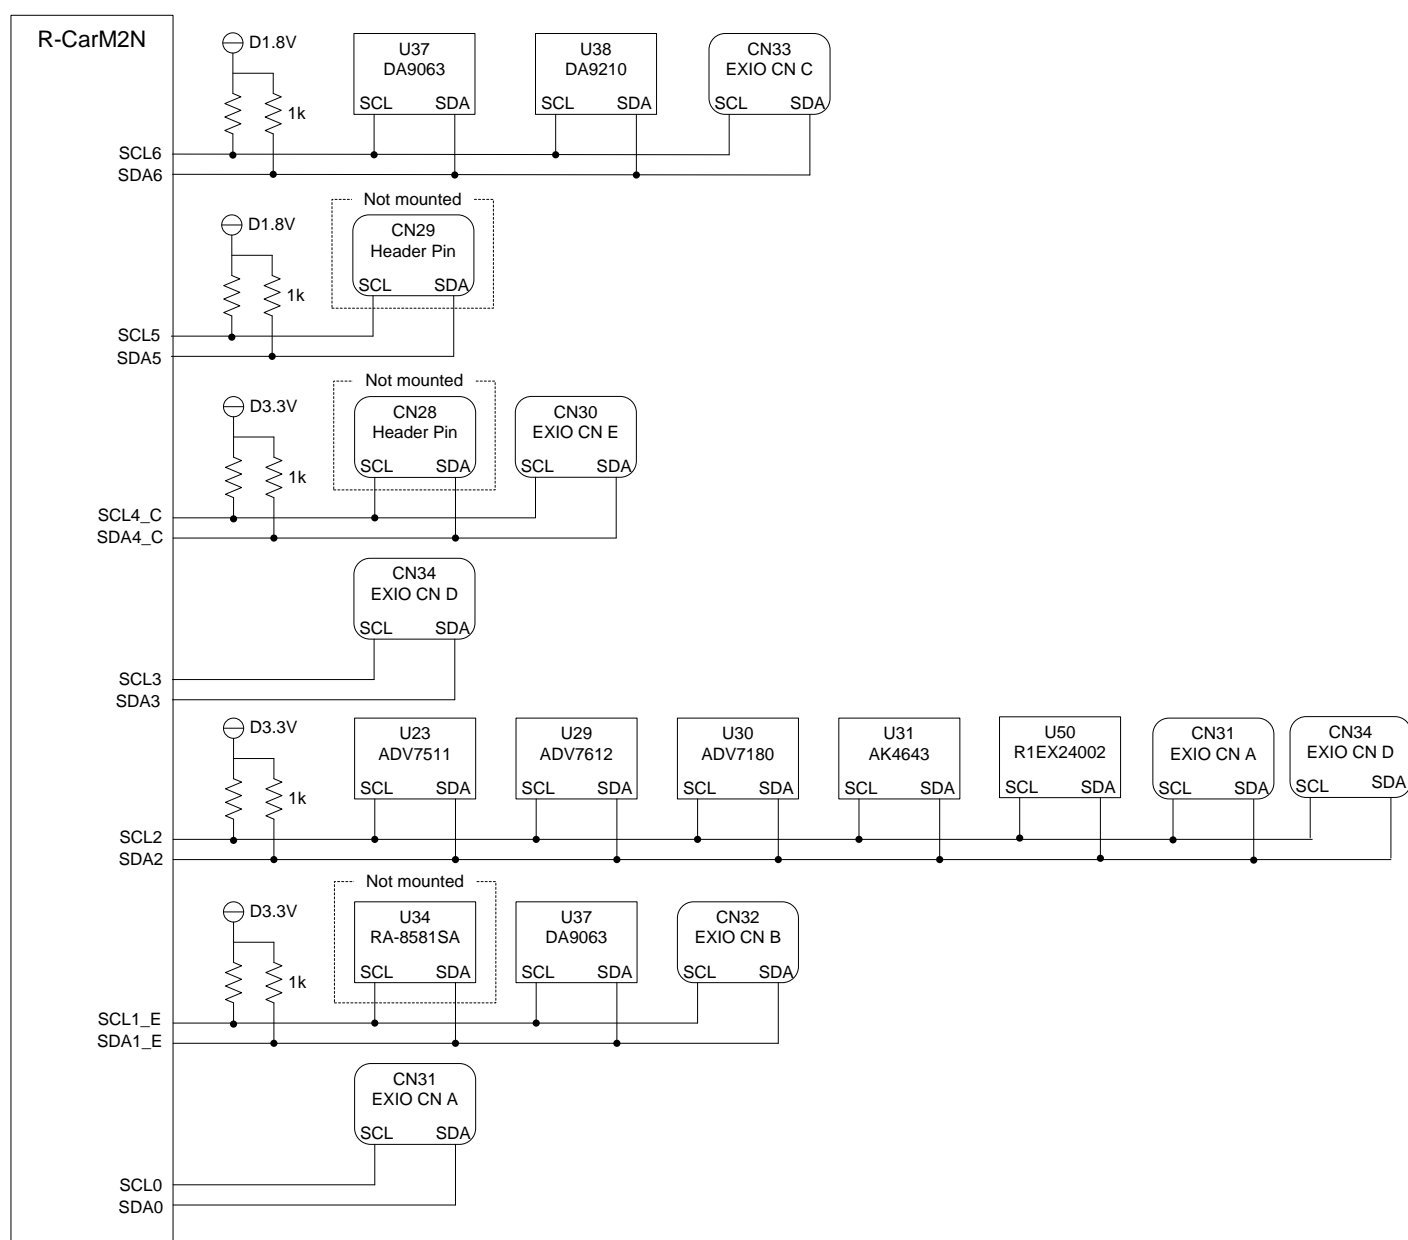 R-CarM2N
D1.8V
1k
U37
DA9063
SCL SDA
U38
DA9210
SCL SDA
CN33
EXIO CN C
SCL SDA
SCL6
SDA6
D1.8V
1k
Not mounted
CN29
Header Pin
SCL SDA
SCL5
SDA5
D3.3V
1k
Not mounted
CN28
Header Pin
SCL SDA
CN30
EXIO CN E
SCL SDA
SCL4_C
SDA4_C
CN34
EXIO CN D
SCL SDA
SCL3
SDA3
D3.3V
1k
U23
ADV7511
SCL SDA
U29
ADV7612
SCL SDA
U30
ADV7180
SCL SDA
U31
AK4643
SCL SDA
U50
R1EX24002
SCL SDA
CN31
EXIO CN A
SCL SDA
CN34
EXIO CN D
SCL SDA
SCL2
SDA2
D3.3V
1k
Not mounted
U34
RA-8581SA
SCL SDA
U37
DA9063
SCL SDA
CN32
EXIO CN B
SCL SDA
SCL1_E
SDA1_E
CN31
EXIO CN A
SCL SDA
SCL0
SDA0